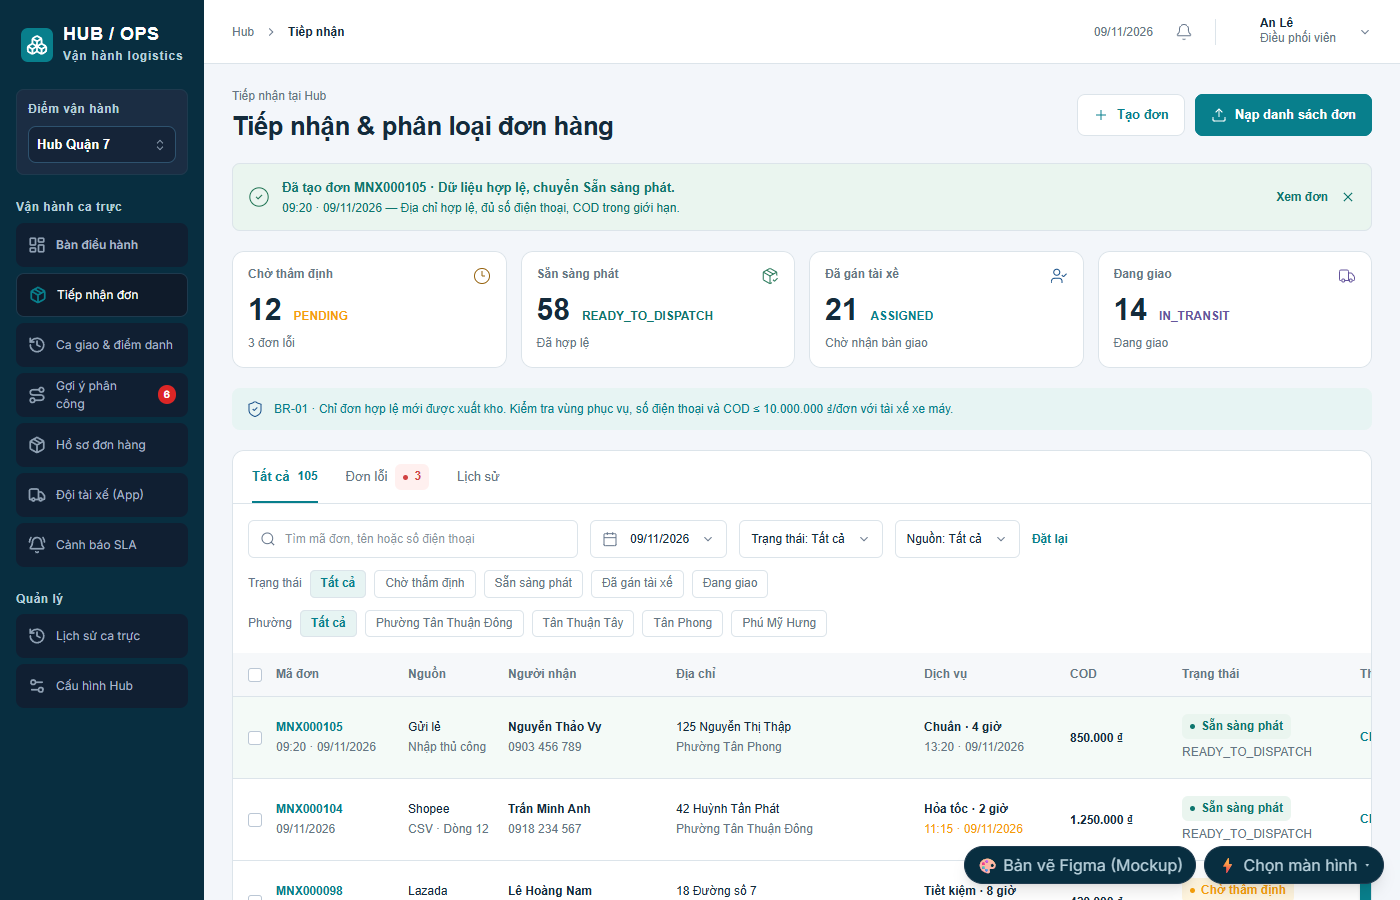 HUB / OPS
Vận hành logistics
Điểm vận hành
Hub Quận 7
Vận hành ca trực
Bàn điều hành
Tiếp nhận đơn
Ca giao & điểm danh
Gợi ý phân công
6
Hồ sơ đơn hàng
Đội tài xế (App)
Cảnh báo SLA
Quản lý
Lịch sử ca trực
Cấu hình Hub
Hub
Tiếp nhận
09/11/2026
An Lê
Điều phối viên
Tiếp nhận tại Hub
Tiếp nhận & phân loại đơn hàng
Tạo đơn
Nạp danh sách đơn
Đã tạo đơn MNX000105 · Dữ liệu hợp lệ, chuyển Sẵn sàng phát.
09:20 · 09/11/2026 — Địa chỉ hợp lệ, đủ số điện thoại, COD trong giới hạn.
Xem đơn
Chờ thẩm định
12 PENDING
3 đơn lỗi
Sẵn sàng phát
58 READY_TO_DISPATCH
Đã hợp lệ
Đã gán tài xế
21 ASSIGNED
Chờ nhận bàn giao
Đang giao
14 IN_TRANSIT
Đang giao
BR-01 · Chỉ đơn hợp lệ mới được xuất kho. Kiểm tra vùng phục vụ, số điện thoại và COD ≤ 10.000.000 ₫/đơn với tài xế xe máy.
Tất cả 105 Đơn lỗi • 3 Lịch sử
Tìm mã đơn, tên hoặc số điện thoại 09/11/2026 Trạng thái: Tất cả Nguồn: Tất cả Đặt lại
Trạng thái Tất cả Chờ thẩm định Sẵn sàng phát Đã gán tài xế Đang giao
Phường Tất cả Phường Tân Thuận Đông Tân Thuận Tây Tân Phong Phú Mỹ Hưng
Mã đơn Nguồn Người nhận Địa chỉ Dịch vụ COD Trạng thái
MNX000105 Gửi lẻ Nguyễn Thảo Vy 125 Nguyễn Thị Thập Chuẩn · 4 giờ 850.000 ₫ • Sẵn sàng phát
09:20 · 09/11/2026 Nhập thủ công 0903 456 789 Phường Tân Phong 13:20 · 09/11/2026 READY_TO_DISPATCH
MNX000104 Shopee Trần Minh Anh 42 Huỳnh Tấn Phát Hỏa tốc · 2 giờ 1.250.000 ₫ • Sẵn sàng phát
09/11/2026 CSV · Dòng 12 0918 234 567 Phường Tân Thuận Đông 11:15 · 09/11/2026 READY_TO_DISPATCH
MNX000098 Lazada Lê Hoàng Nam 18 Đường số 7 Tiết kiệm · 8 giờ • Chờ thẩm định
🎨 Bản vẽ Figma (Mockup)
⚡ Chọn màn hình